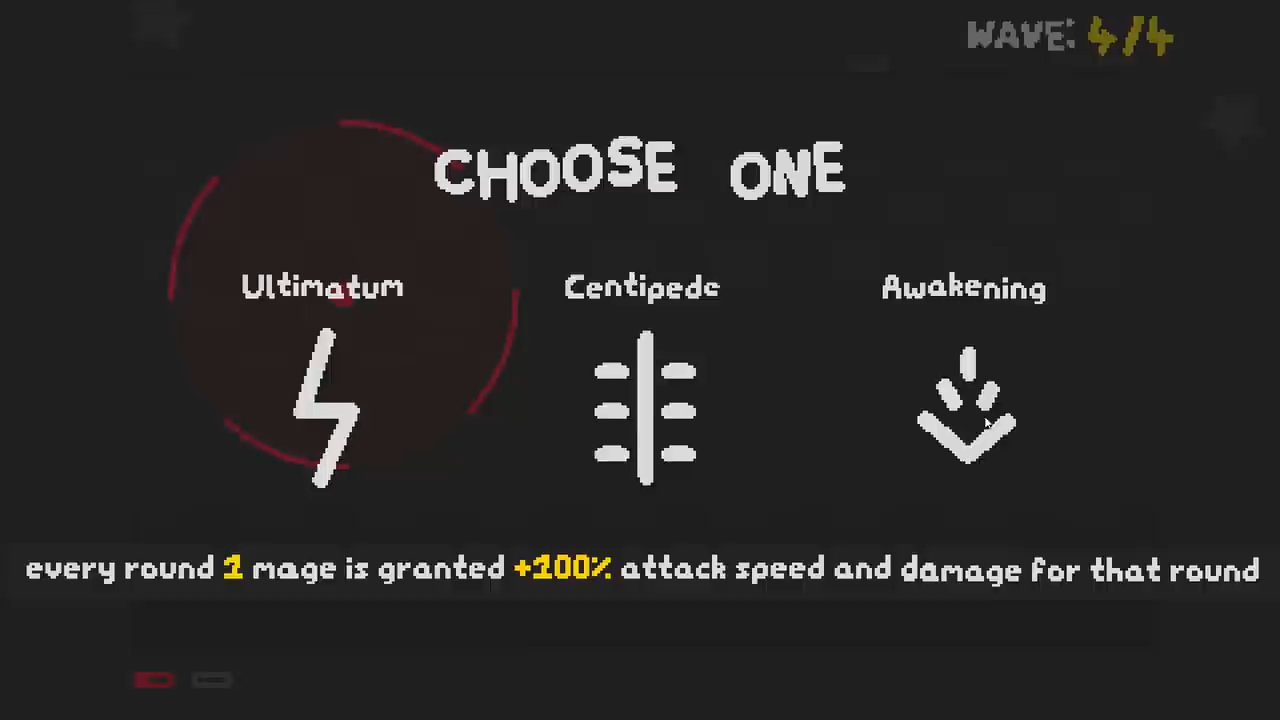 WAVE: 4/4
CHOOSE ONE
Ultimatum Centipede Awakening
every round 1 mage is granted +100% attack speed and damage for that round